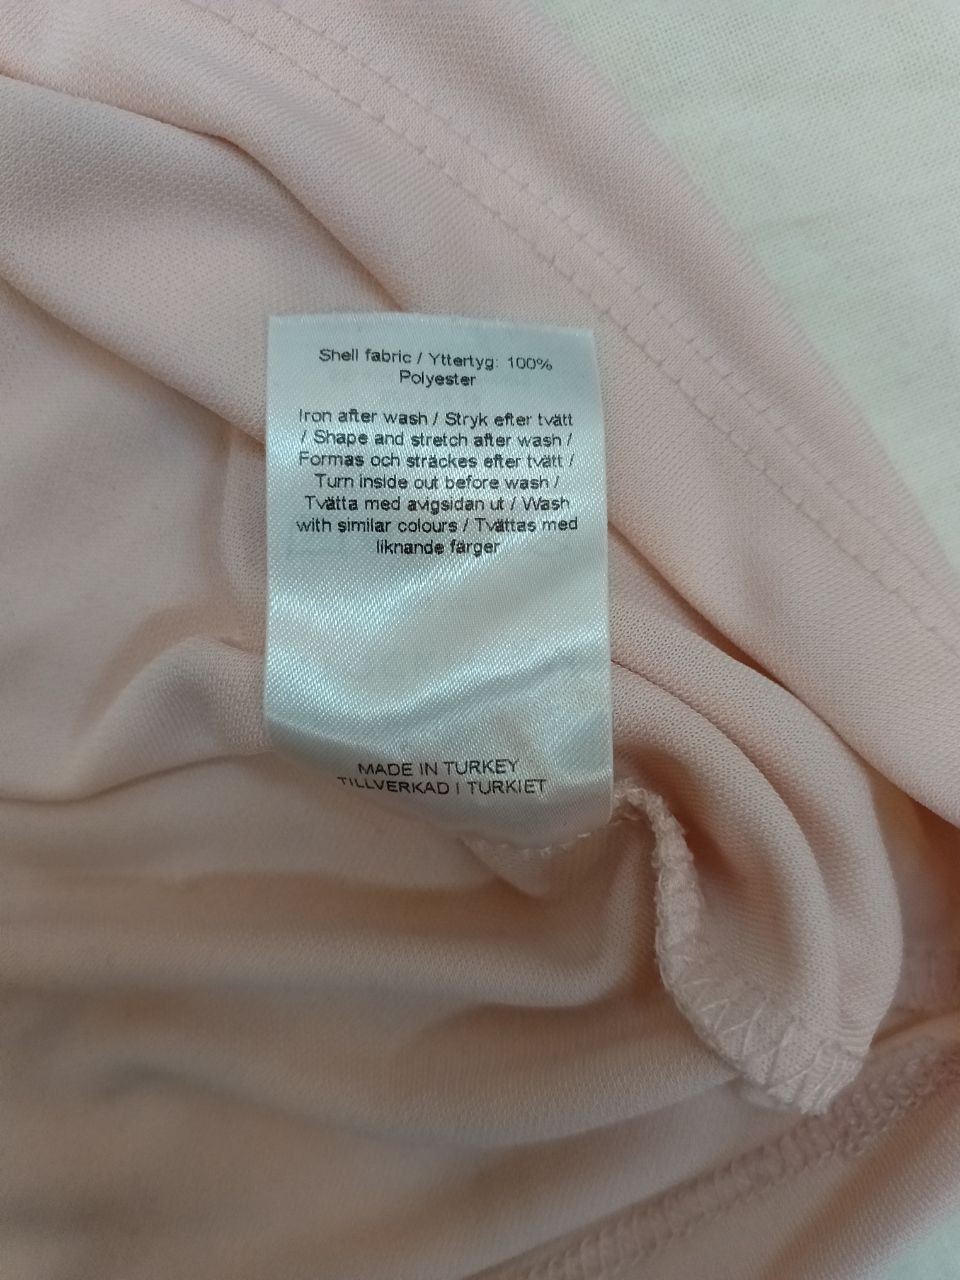 Shell fabric / Yttertyg: 100%
Polyester
Iron after wash / Stryk efter tvätt
/ Shape and stretch after wash /
Formas och sträckes efter tvätt /
Turn inside out before wash /
Tvätta med avigsidan ut / Wash
with similar colours / Tvättas med
liknande färger
MADE IN TURKEY
TILLVERKAD I TURKIET